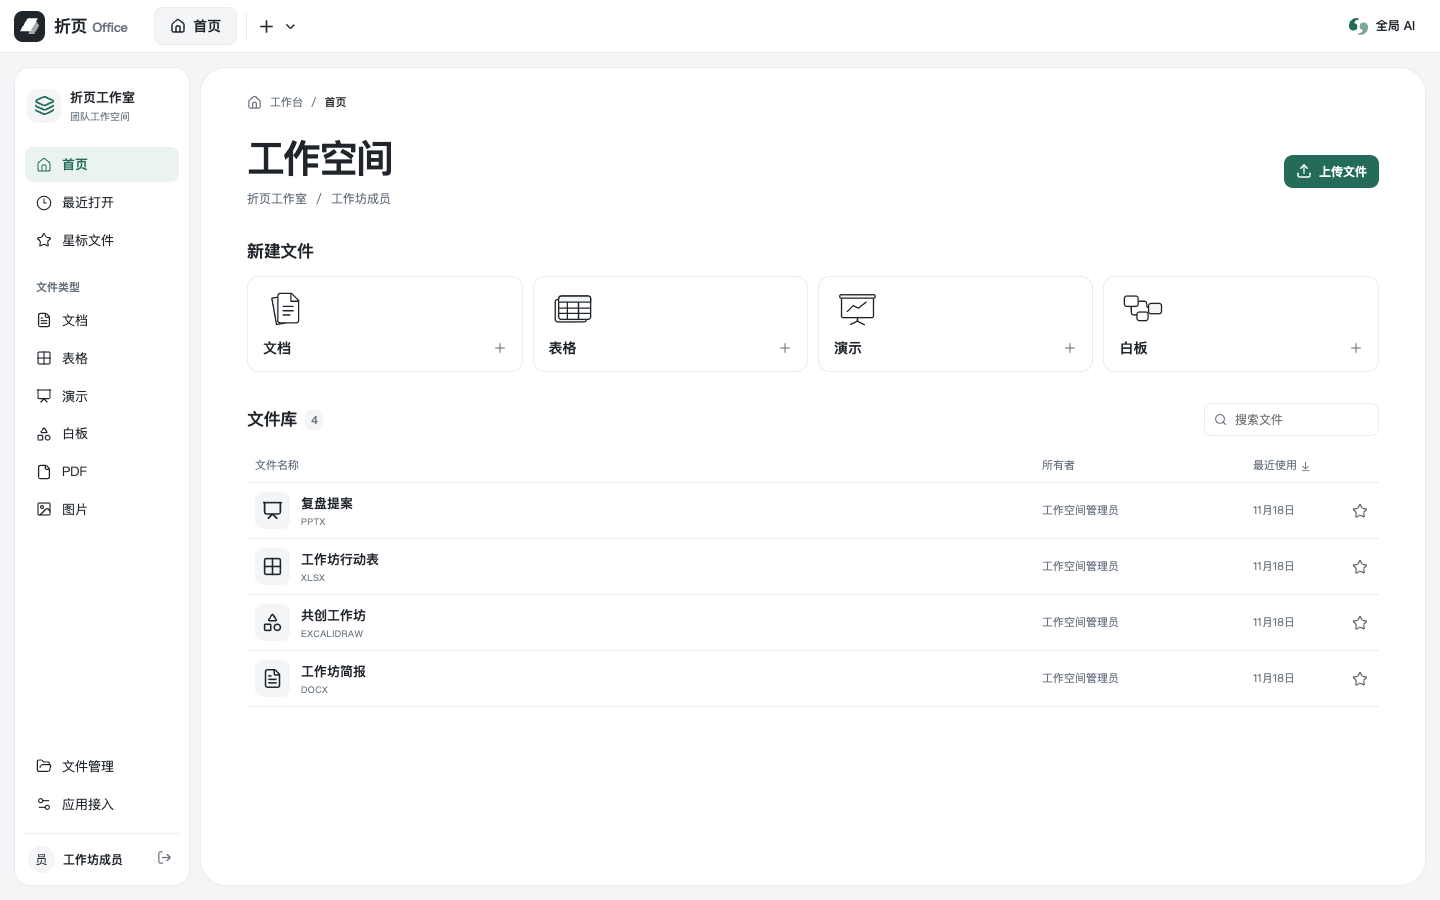 折页 Office
首页
全局 AI
折页工作室
团队工作空间
首页
最近打开
星标文件
文件类型
文档
表格
演示
白板
PDF
图片
文件管理
应用接入
员 工作坊成员
工作台 / 首页
工作空间
折页工作室 / 工作坊成员
上传文件
新建文件
文档
表格
演示
白板
文件库 4
搜索文件
文件名称 所有者 最近使用
复盘提案
PPTX
工作空间管理员 11月18日
工作坊行动表
XLSX
工作空间管理员 11月18日
共创工作坊
EXCALIDRAW
工作空间管理员 11月18日
工作坊简报
DOCX
工作空间管理员 11月18日